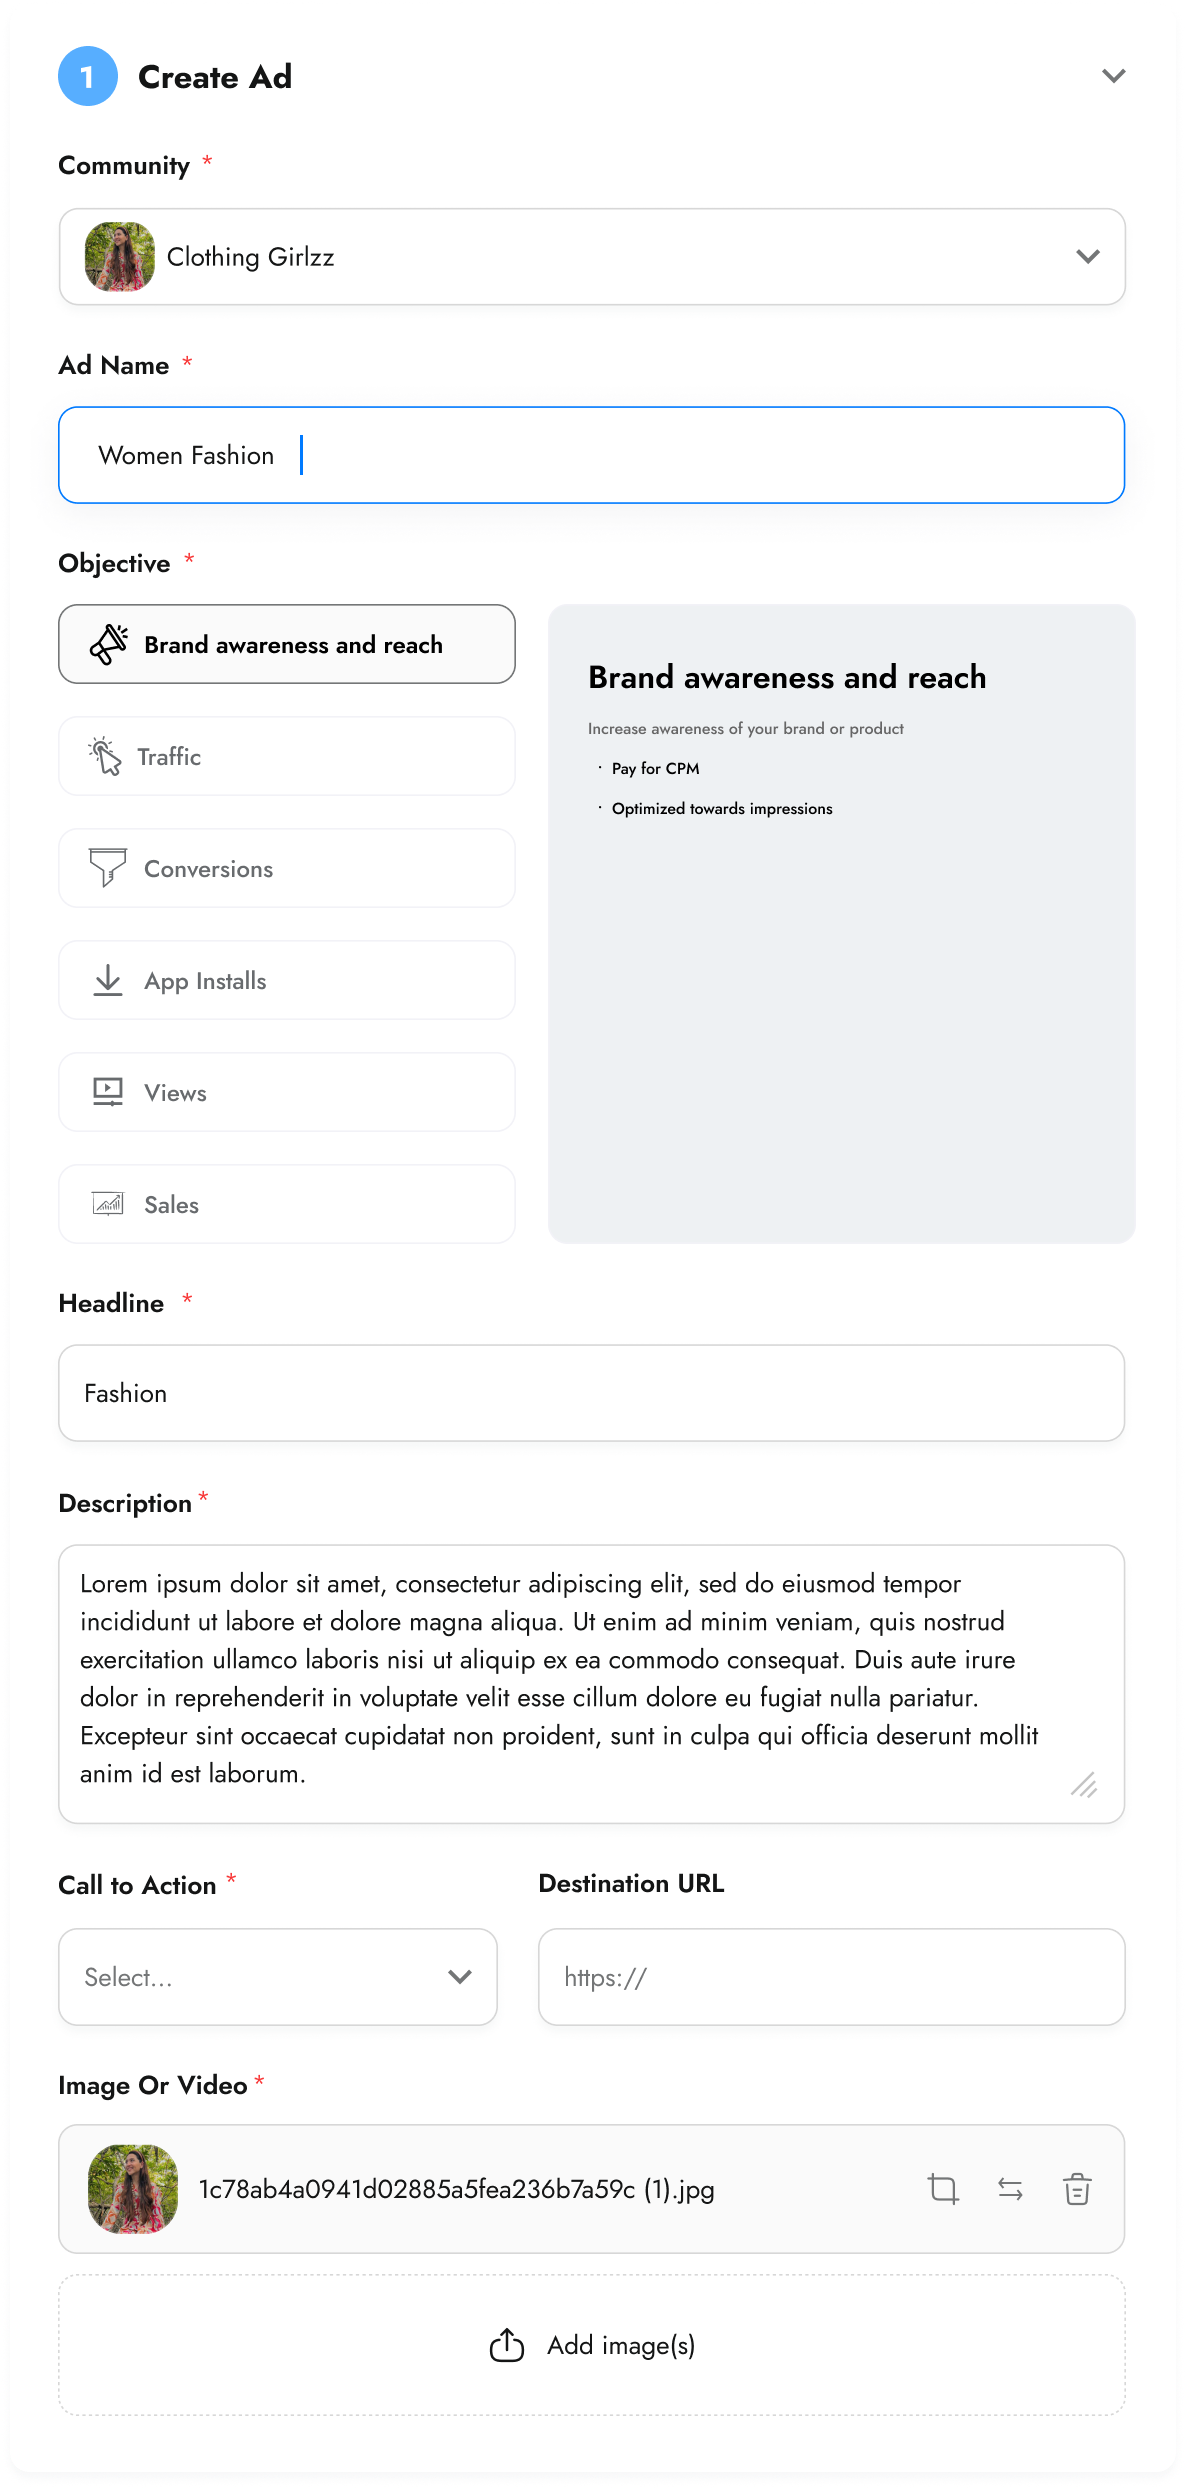 1 Create Ad
Community *
Clothing Girlzz
Ad Name *
Women Fashion
Objective *
Brand awareness and reach
Traffic
Conversions
App Installs
Views
Sales
Brand awareness and reach
Increase awareness of your brand or product
· Pay for CPM
· Optimized towards impressions
Headline *
Fashion
Description *
Lorem ipsum dolor sit amet, consectetur adipiscing elit, sed do eiusmod tempor
incididunt ut labore et dolore magna aliqua. Ut enim ad minim veniam, quis nostrud
exercitation ullamco laboris nisi ut aliquip ex ea commodo consequat. Duis aute irure
dolor in reprehenderit in voluptate velit esse cillum dolore eu fugiat nulla pariatur.
Excepteur sint occaecat cupidatat non proident, sunt in culpa qui officia deserunt mollit
anim id est laborum.
Call to Action *
Select...
Destination URL
https://
Image Or Video *
1c78ab4a0941d02885a5fea236b7a59c (1).jpg
Add image(s)